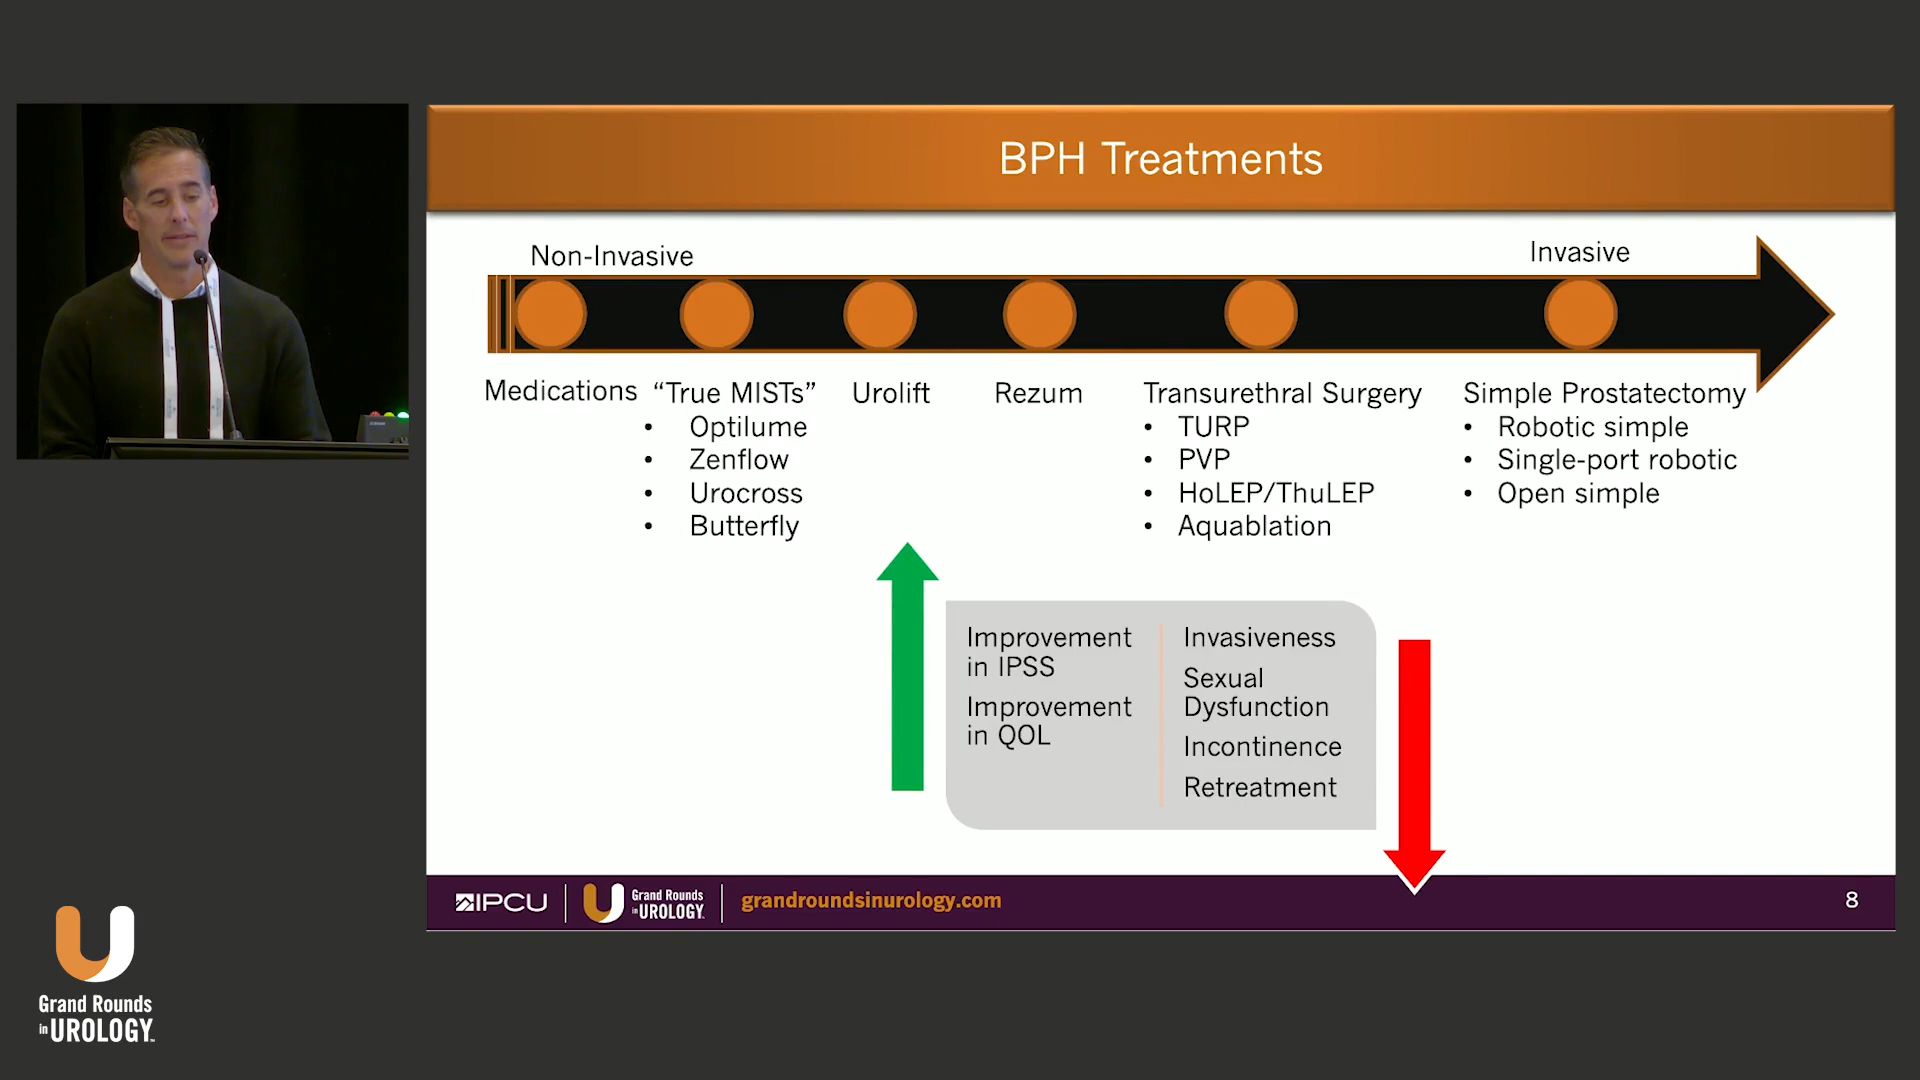 BPH Treatments
Non-Invasive
Invasive
Medications
“True MISTs”
• Optilume
• Zenflow
• Urocross
• Butterfly
Urolift
Rezum
Transurethral Surgery
• TURP
• PVP
• HoLEP/ThuLEP
• Aquablation
Simple Prostatectomy
• Robotic simple
• Single-port robotic
• Open simple
Improvement
in IPSS
Improvement
in QOL
Invasiveness
Sexual
Dysfunction
Incontinence
Retreatment
IPCU
Grand Rounds
in UROLOGY
grandroundsinurology.com
8
Grand Rounds
in UROLOGY™